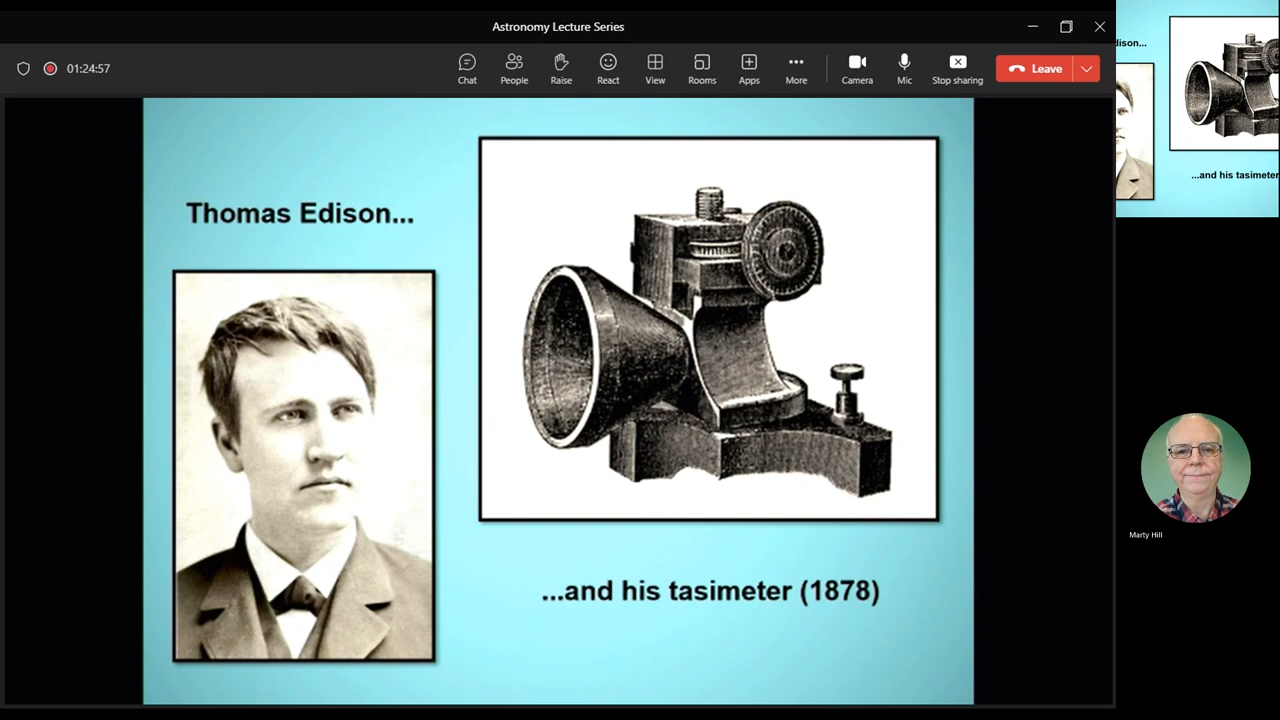 Astronomy Lecture Series
01:24:57
Chat
People
Raise
React
View
Rooms
Apps
More
Camera
Mic
Stop sharing
Leave
Thomas Edison...
...and his tasimeter (1878)
dison...
...and his tasimeter
Marty Hill